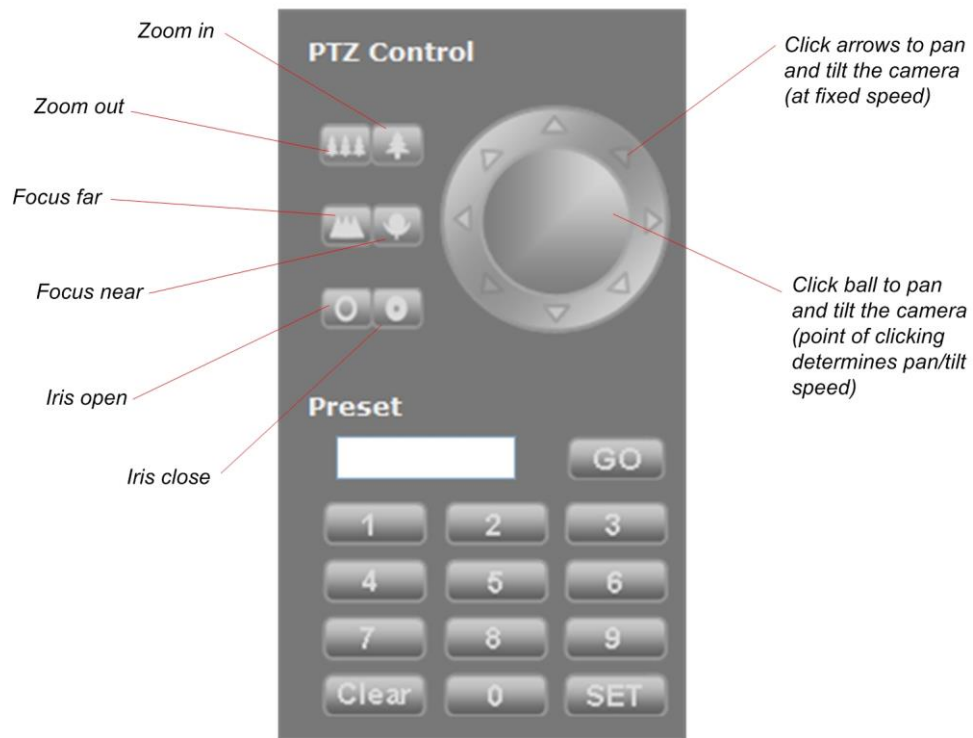 Zoom in
PTZ Control
Click arrows to pan
and tilt the camera
(at fixed speed)
Zoom out
Focus far
Focus near
Click ball to pan
and tilt the camera
(point of clicking
determines pan/tilt
speed)
Iris open
Preset
Iris close
GO
1 2 3
4 5 6
7 8 9
Clear 0 SET